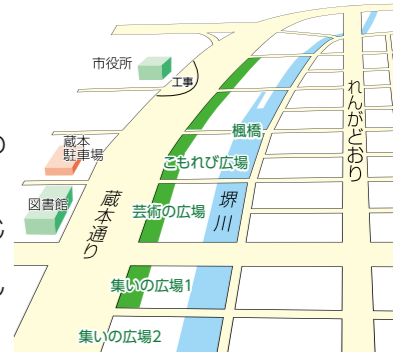 市役所
工事
れんがどおり
楓橋
蔵本
駐車場
こもれび広場
図書館
蔵本通り
芸術の広場
堺川
集いの広場1
集いの広場2